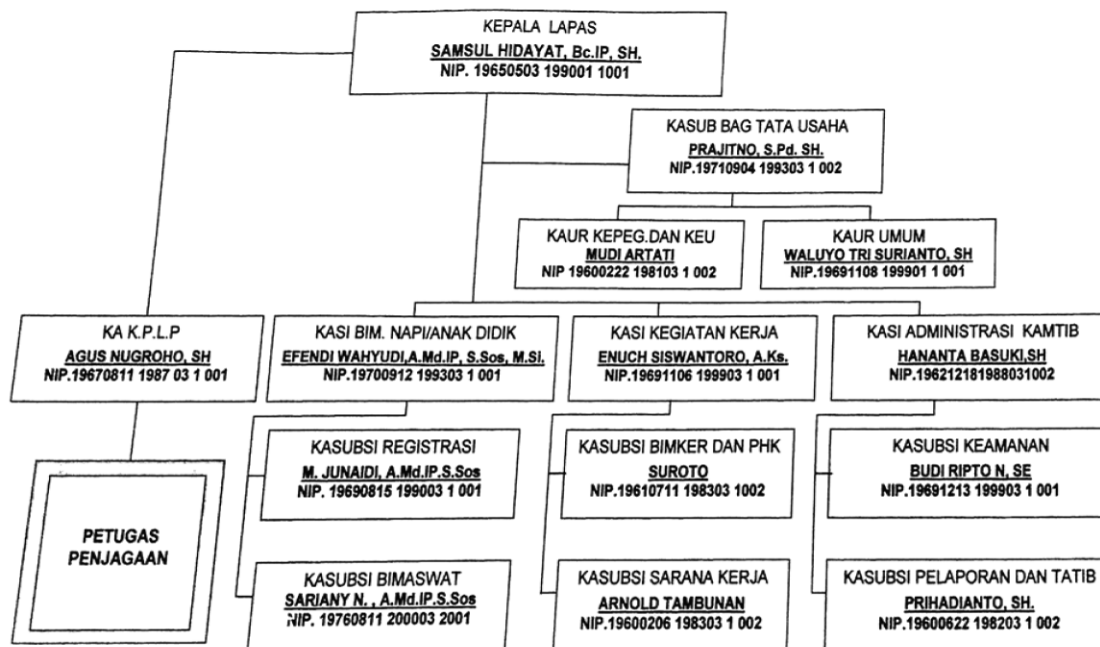 KEPALA LAPAS
SAMSUL HIDAYAT, Bc.IP, SH.
NIP. 19650503 199001 1001
KASUB BAG TATA USAHA
PRAJITNO, S.Pd. SH.
NIP.19710904 199303 1 002
KAUR KEPEG.DAN KEU
MUDI ARTATI
NIP 19600222 198103 1 002
KAUR UMUM
WALUYO TRI SURIANTO, SH
NIP.19691108 199901 1 001
KA K.P.L.P
AGUS NUGROHO, SH
NIP.19670811 1987 03 1 001
KASI BIM. NAPI/ANAK DIDIK
EFENDI WAHYUDI,A.Md.IP, S.Sos, M.Si.
NIP.19700912 199303 1 001
KASI KEGIATAN KERJA
ENUCH SISWANTORO, A.Ks.
NIP.19691106 199903 1 001
KASI ADMINISTRASI KAMTIB
HANANTA BASUKI,SH
NIP.196212181988031002
PETUGAS
PENJAGAAN
KASUBSI REGISTRASI
M. JUNAIDI, A.Md.IP.S.Sos
NIP. 19690815 199003 1 001
KASUBSI BIMKER DAN PHK
SUROTO
NIP.19610711 198303 1002
KASUBSI KEAMANAN
BUDI RIPTO N, SE
NIP.19691213 199903 1 001
KASUBSI BIMASWAT
SARIANY N. , A.Md.IP.S.Sos
NIP. 19760811 200003 2001
KASUBSI SARANA KERJA
ARNOLD TAMBUNAN
NIP.19600206 198303 1 002
KASUBSI PELAPORAN DAN TATIB
PRIHADIANTO, SH.
NIP.19600622 198203 1 002